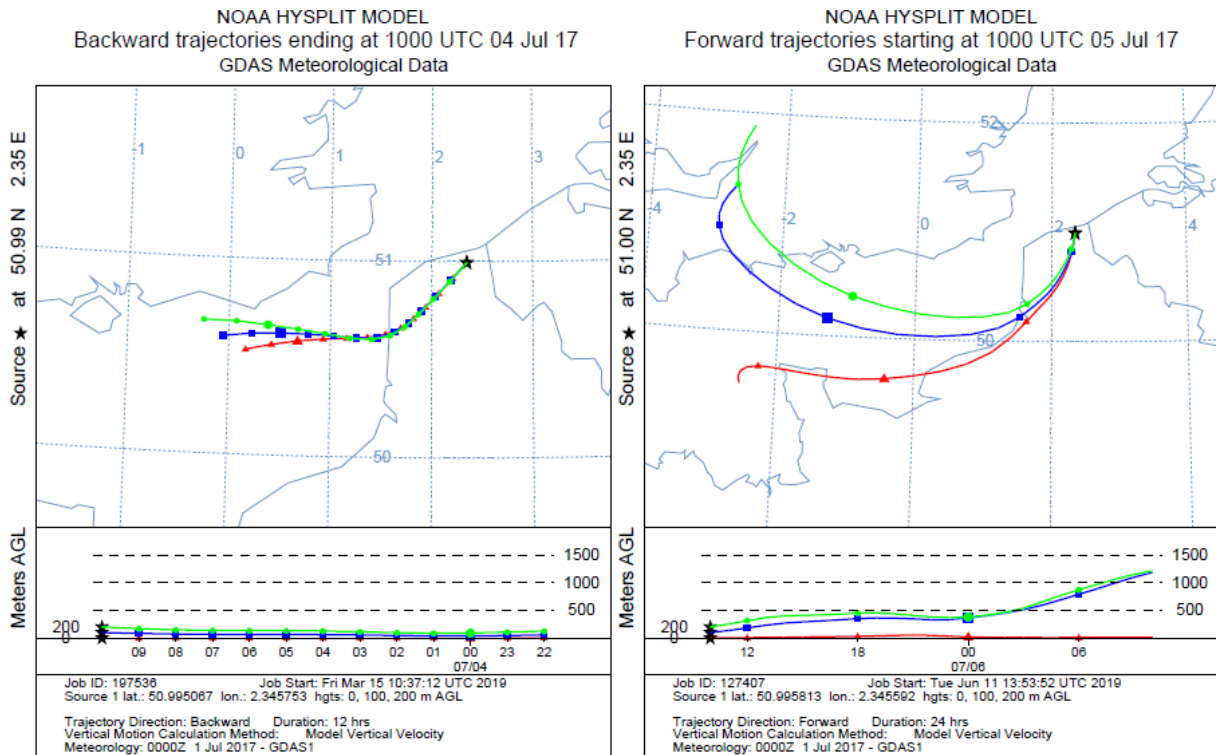 NOAA HYSPLIT MODEL
Backward trajectories ending at 1000 UTC 04 Jul 17
GDAS Meteorological Data
Source ★ at 50.99 N 2.35 E
-1
0
1
2
3
51
50
Meters AGL
1500
1000
500
200
0
09 08 07 06 05 04 03 02 01 00 23 22
07/04
Job ID: 197536 Job Start: Fri Mar 15 10:37:12 UTC 2019
Source 1 lat.: 50.995067 lon.: 2.345753 hgts: 0, 100, 200 m AGL
Trajectory Direction: Backward Duration: 12 hrs
Vertical Motion Calculation Method: Model Vertical Velocity
Meteorology: 0000Z 1 Jul 2017 - GDAS1
NOAA HYSPLIT MODEL
Forward trajectories starting at 1000 UTC 05 Jul 17
GDAS Meteorological Data
Source ★ at 51.00 N 2.35 E
52
-4
-2
0
2
4
50
Meters AGL
1500
1000
500
200
0
12 18 00 06
07/06
Job ID: 127407 Job Start: Tue Jun 11 13:53:52 UTC 2019
Source 1 lat.: 50.995813 lon.: 2.345592 hgts: 0, 100, 200 m AGL
Trajectory Direction: Forward Duration: 24 hrs
Vertical Motion Calculation Method: Model Vertical Velocity
Meteorology: 0000Z 1 Jul 2017 - GDAS1